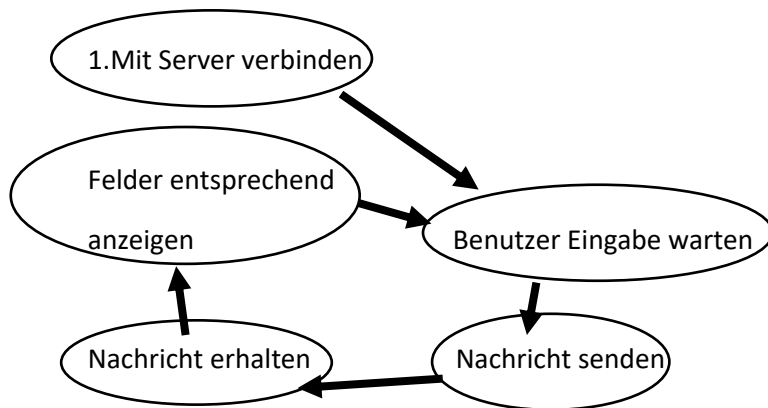 1.Mit Server verbinden
Felder entsprechend
anzeigen
Benutzer Eingabe warten
Nachricht erhalten
Nachricht senden